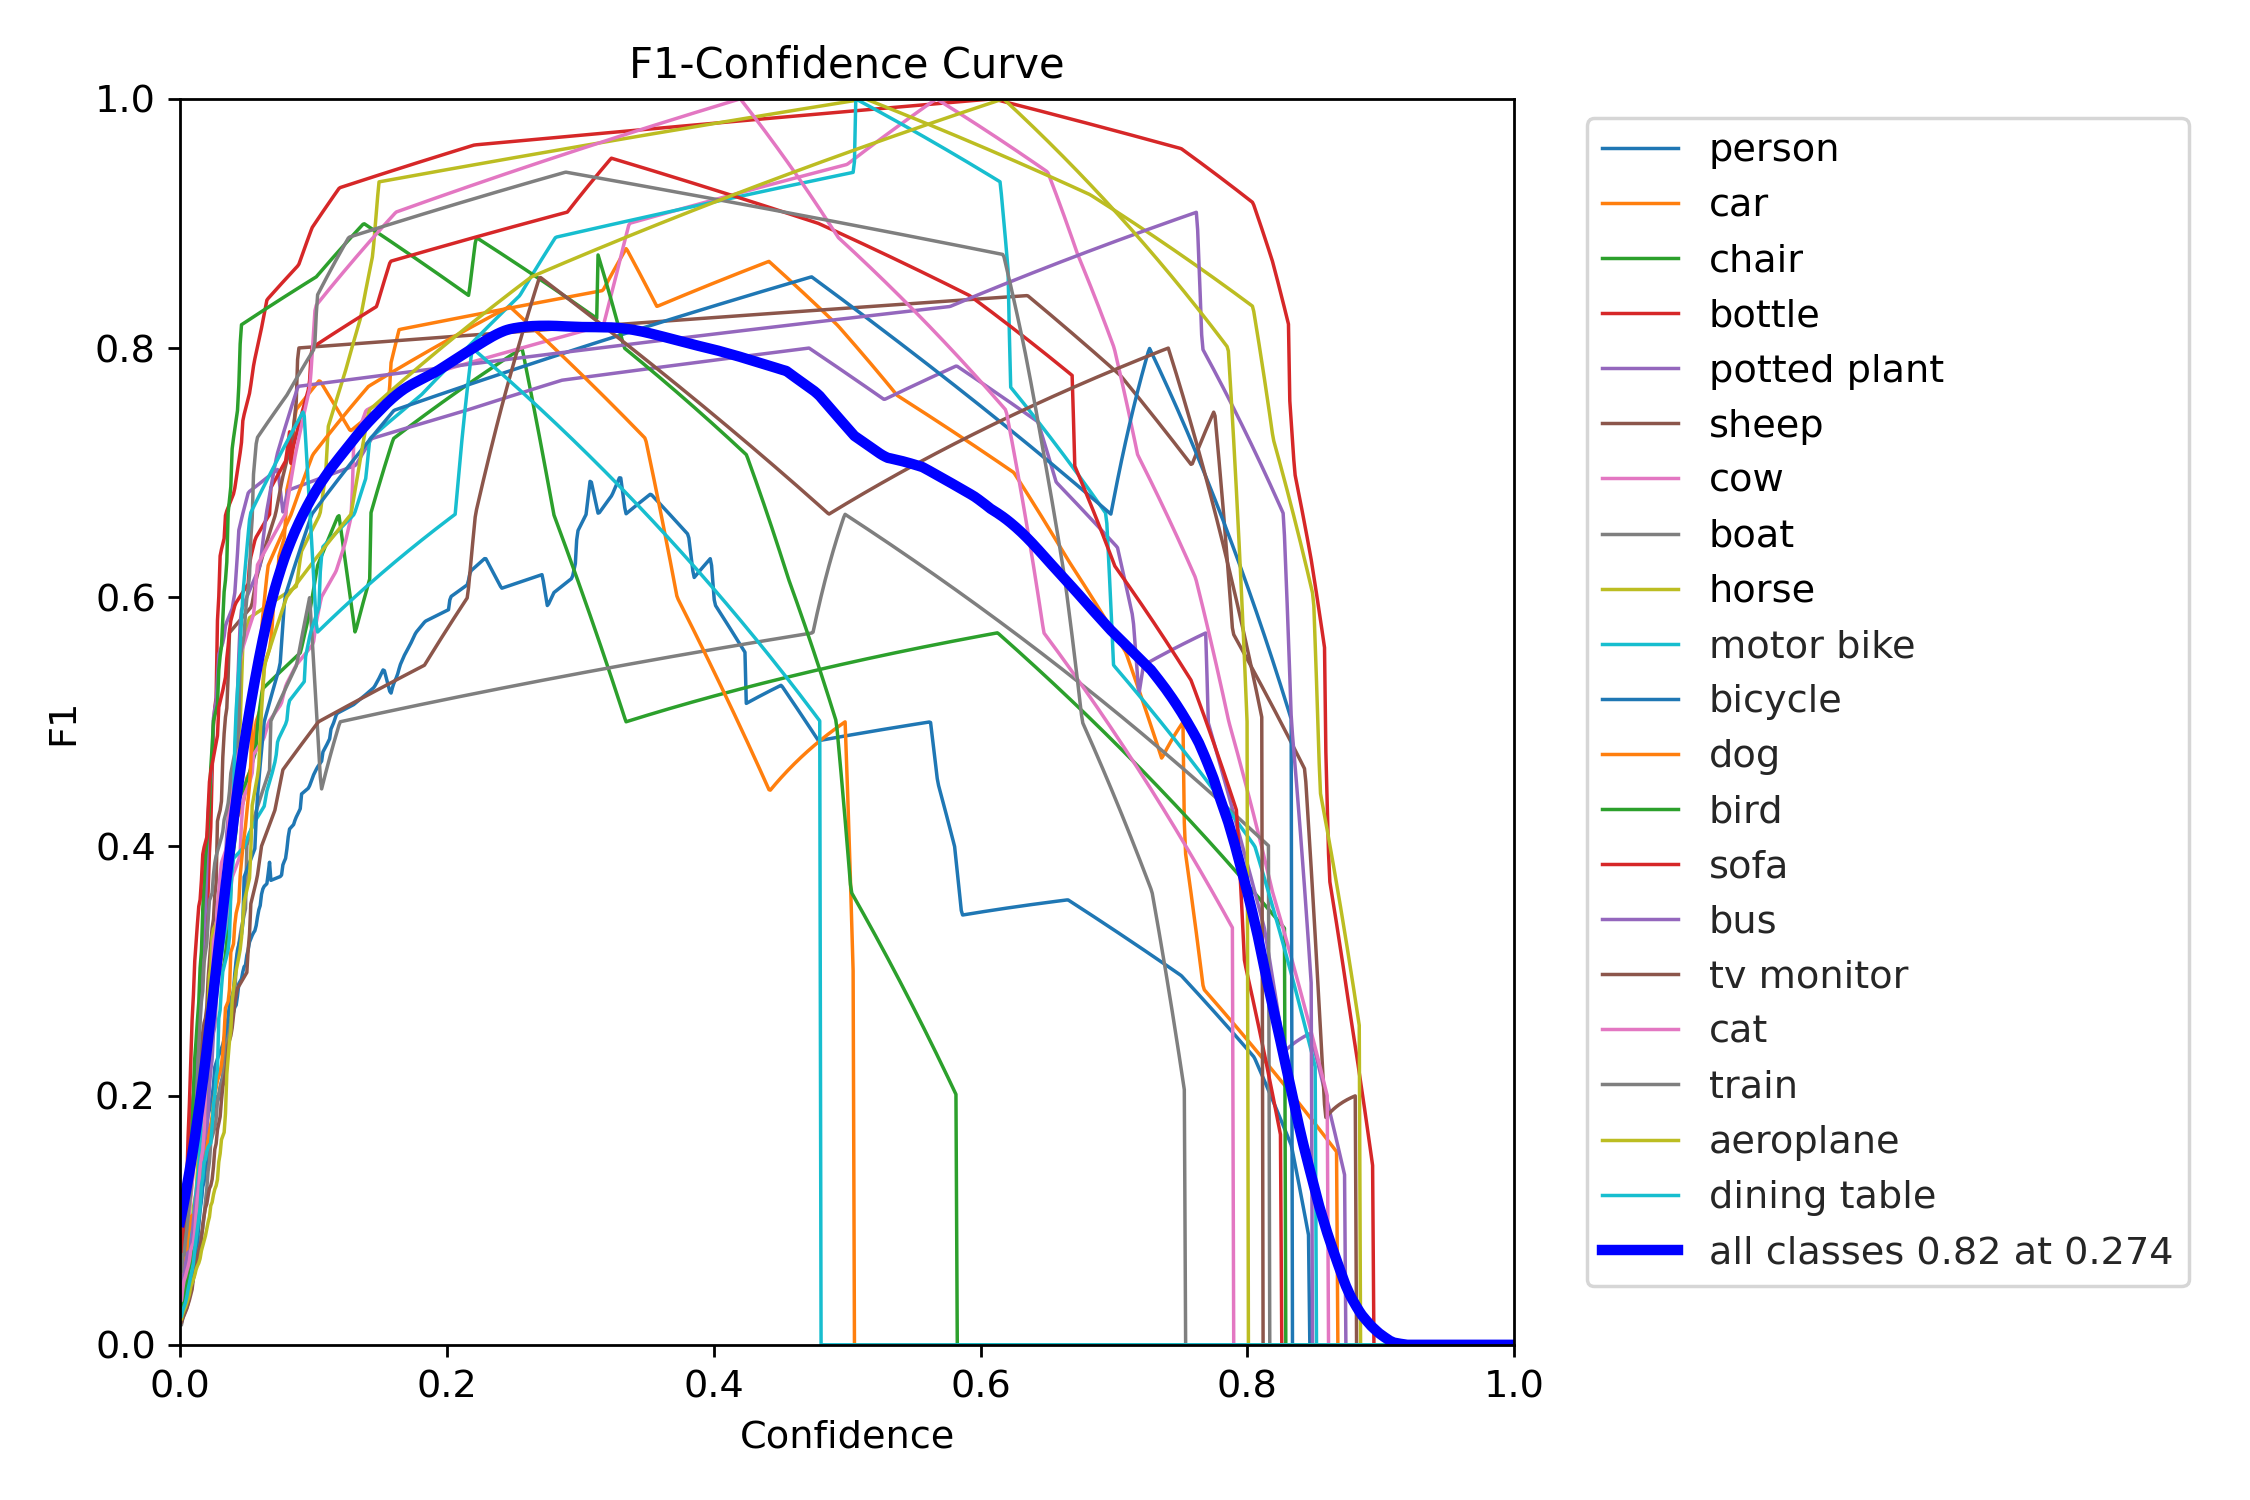 F1-Confidence Curve
1.0
0.8
0.6
0.4
0.2
0.0
F1
0.0 0.2 0.4 0.6 0.8 1.0
Confidence
person
car
chair
bottle
potted plant
sheep
cow
boat
horse
motor bike
bicycle
dog
bird
sofa
bus
tv monitor
cat
train
aeroplane
dining table
all classes 0.82 at 0.274